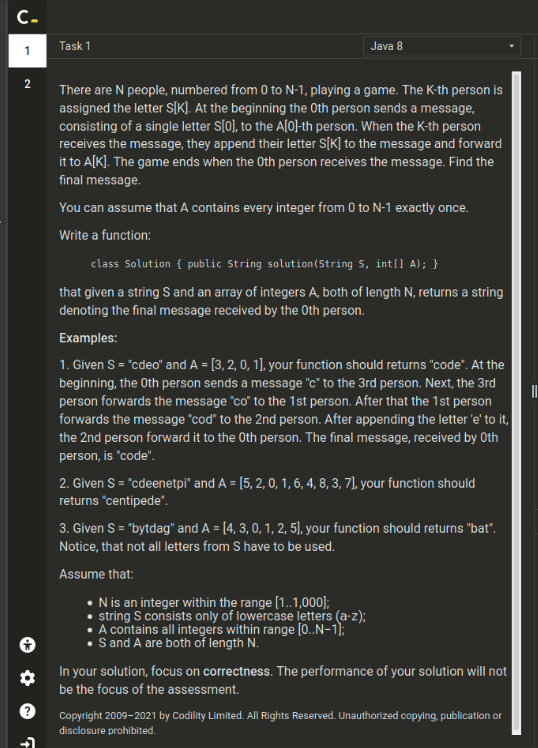 C_
1
Task 1
Java 8
2
There are N people, numbered from 0 to N-1, playing a game. The K-th person is
assigned the letter S[K]. At the beginning the 0th person sends a message,
consisting of a single letter S[0], to the A[0]-th person. When the K-th person
receives the message, they append their letter S[K] to the message and forward
it to A[K]. The game ends when the 0th person receives the message. Find the
final message.
You can assume that A contains every integer from 0 to N-1 exactly once.
Write a function:
class Solution { public String solution(String S, int[] A); }
that given a string S and an array of integers A, both of length N, returns a string
denoting the final message received by the 0th person.
Examples:
1. Given S = "cdeo" and A = [3, 2, 0, 1], your function should returns "code". At the
beginning, the 0th person sends a message "c" to the 3rd person. Next, the 3rd
person forwards the message "co" to the 1st person. After that the 1st person
forwards the message "cod" to the 2nd person. After appending the letter 'e' to it,
the 2nd person forward it to the 0th person. The final message, received by 0th
person, is "code".
2. Given S = "cdeenetpi" and A = [5, 2, 0, 1, 6, 4, 8, 3, 7], your function should
returns "centipede".
3. Given S = "bytdag" and A = [4, 3, 0, 1, 2, 5], your function should returns "bat".
Notice, that not all letters from S have to be used.
Assume that:
• N is an integer within the range [1..1,000];
• string S consists only of lowercase letters (a-z);
• A contains all integers within range [0..N−1];
• S and A are both of length N.
In your solution, focus on correctness. The performance of your solution will not
be the focus of the assessment.
Copyright 2009–2021 by Codility Limited. All Rights Reserved. Unauthorized copying, publication or
disclosure prohibited.